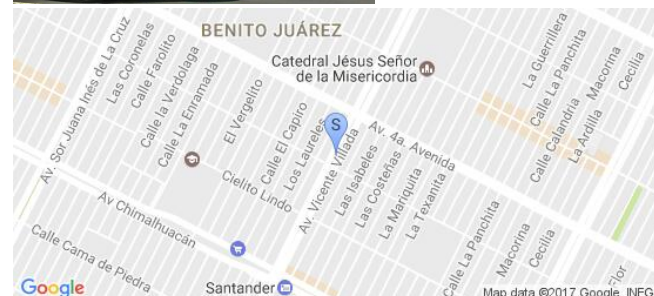 BENITO JUÁREZ
Catedral Jésus Señor
de la Misericordia
Av. Sor Juana Inés de La Cruz
Las Coronelas
Calle Farolito
Calle la Verdolaga
Calle La Enramada
El Vergelito
Calle El Capiro
Los Laureles
S
Av. Vicente Villada
Las Isabeles
Las Costeñas
La Mariquita
La Texanita
Av. 4a. Avenida
La Guerrillera
Calle La Panchita
Calle Calandria
Macorina
La Ardilla
Cecilia
Cielito Lindo
Av Chimalhuacán
Calle Cama de Piedra
Calle La Panchita
Macorina
Cecilia
Flor
Santander
Google
Map data ©2017 Google, INEG